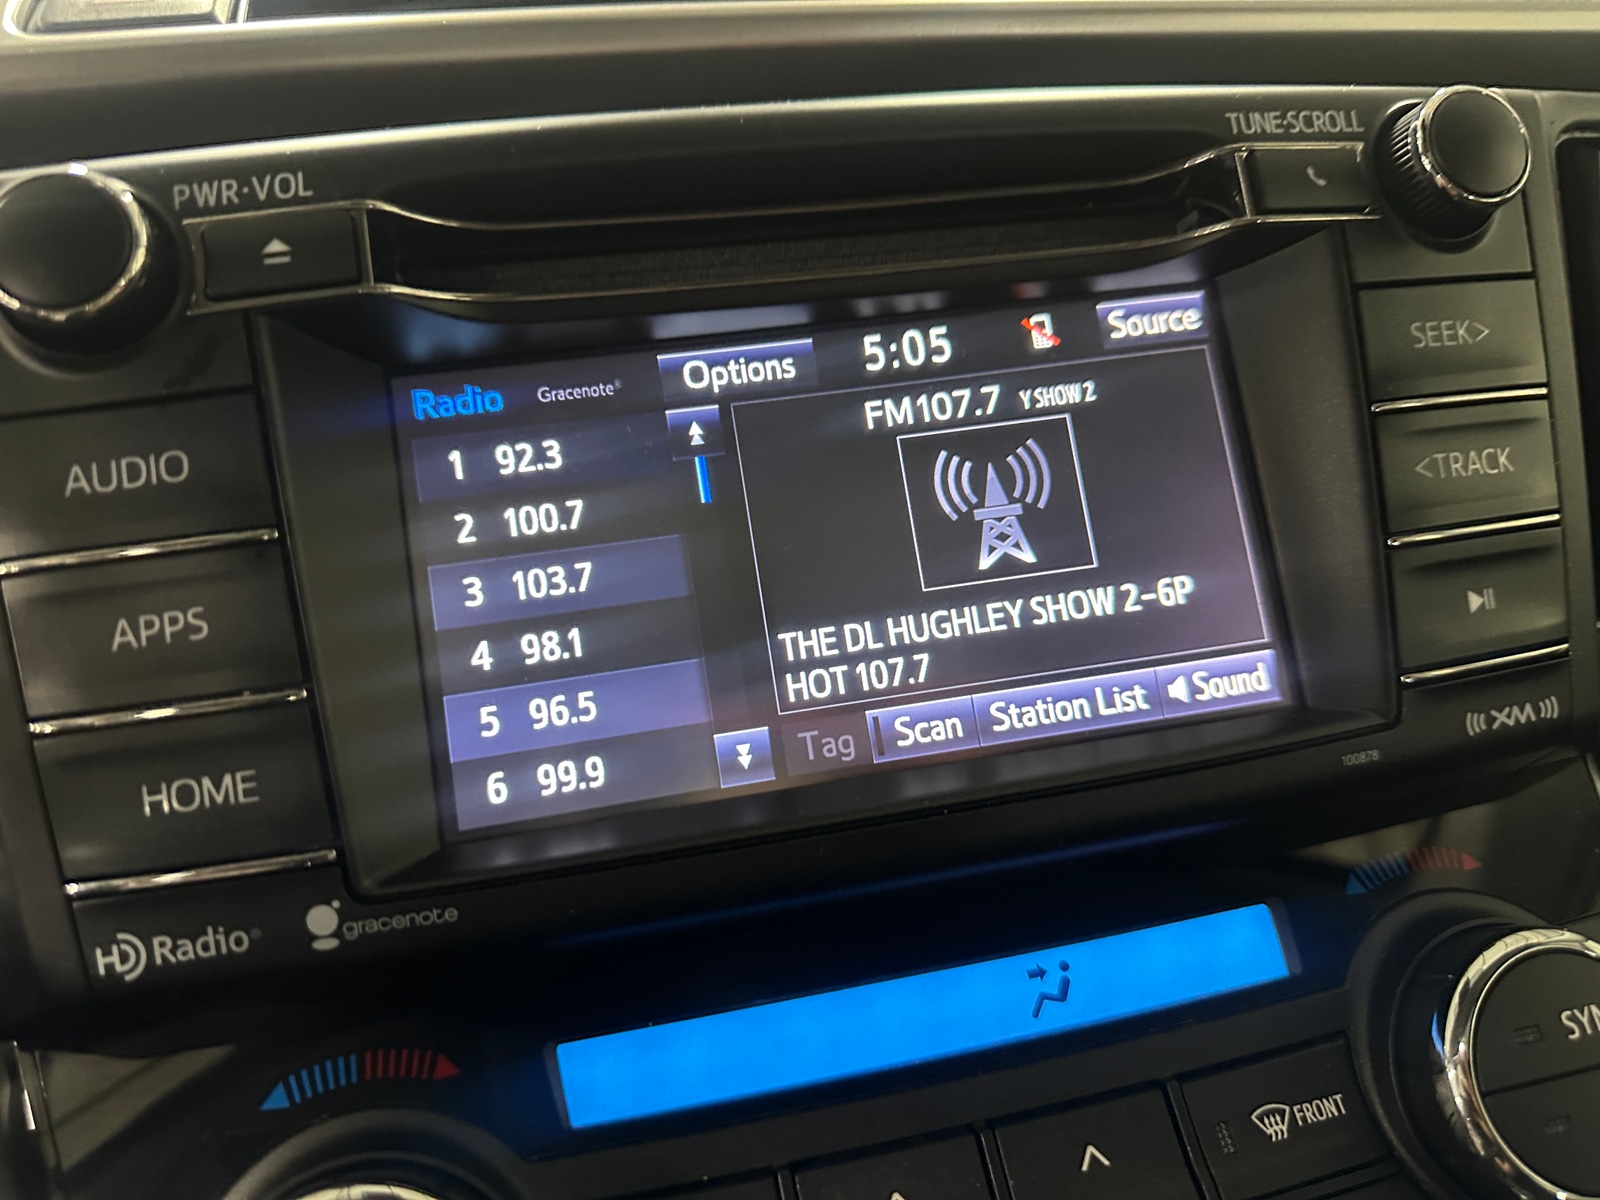 PWR·VOL
TUNE·SCROLL
AUDIO
APPS
HOME
SEEK>
<TRACK
Radio
Gracenote®
Options
5:05
Source
1 92.3
2 100.7
3 103.7
4 98.1
5 96.5
6 99.9
FM107.7 Y SHOW 2
THE DL HUGHLEY SHOW 2-6P
HOT 107.7
Tag
Scan
Station List
Sound
((( XM )))
100878
HD Radio®
gracenote
SYN
FRONT